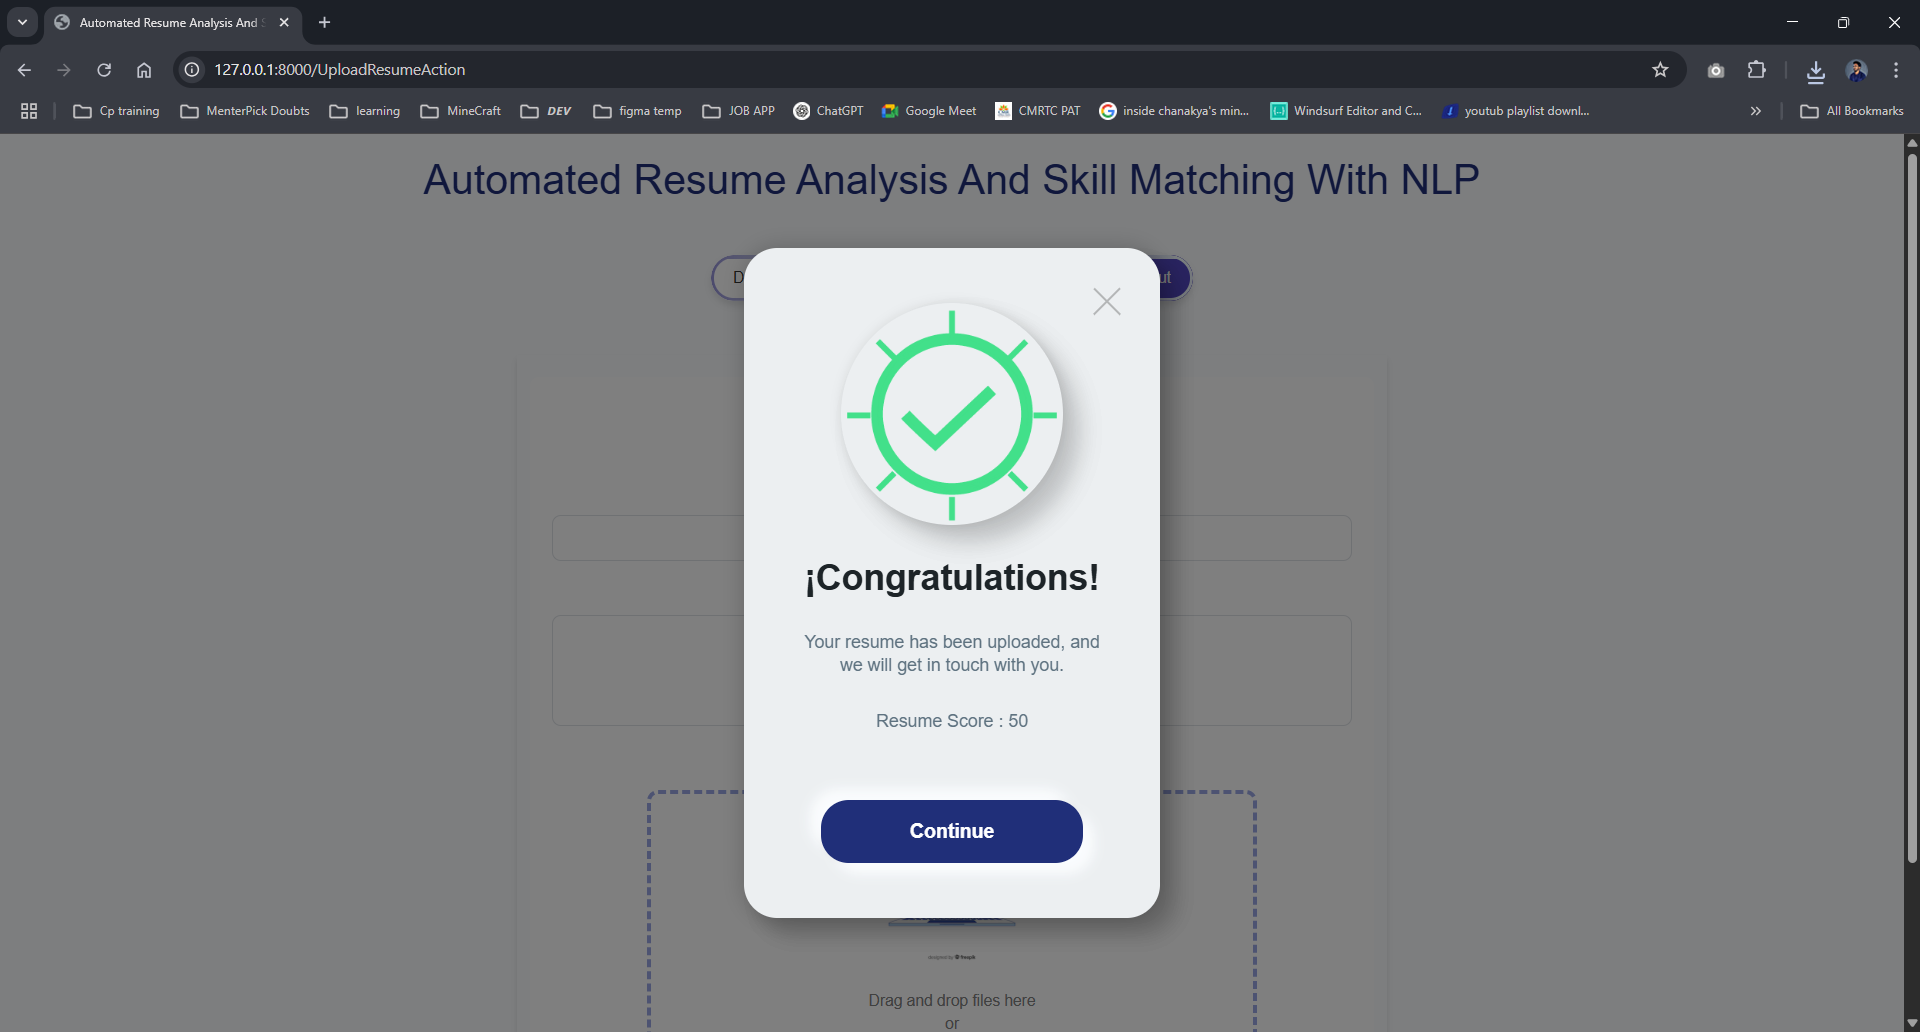 Automated Resume Analysis And
127.0.0.1:8000/UploadResumeAction
Cp training
MenterPick Doubts
learning
MineCraft
DEV
figma temp
JOB APP
ChatGPT
Google Meet
CMRTC PAT
inside chanakya's min...
Windsurf Editor and C...
youtub playlist downl...
All Bookmarks
Automated Resume Analysis And Skill Matching With NLP
D
ut
¡Congratulations!
Your resume has been uploaded, and
we will get in touch with you.
Resume Score : 50
Continue
designed by freepik
Drag and drop files here
or